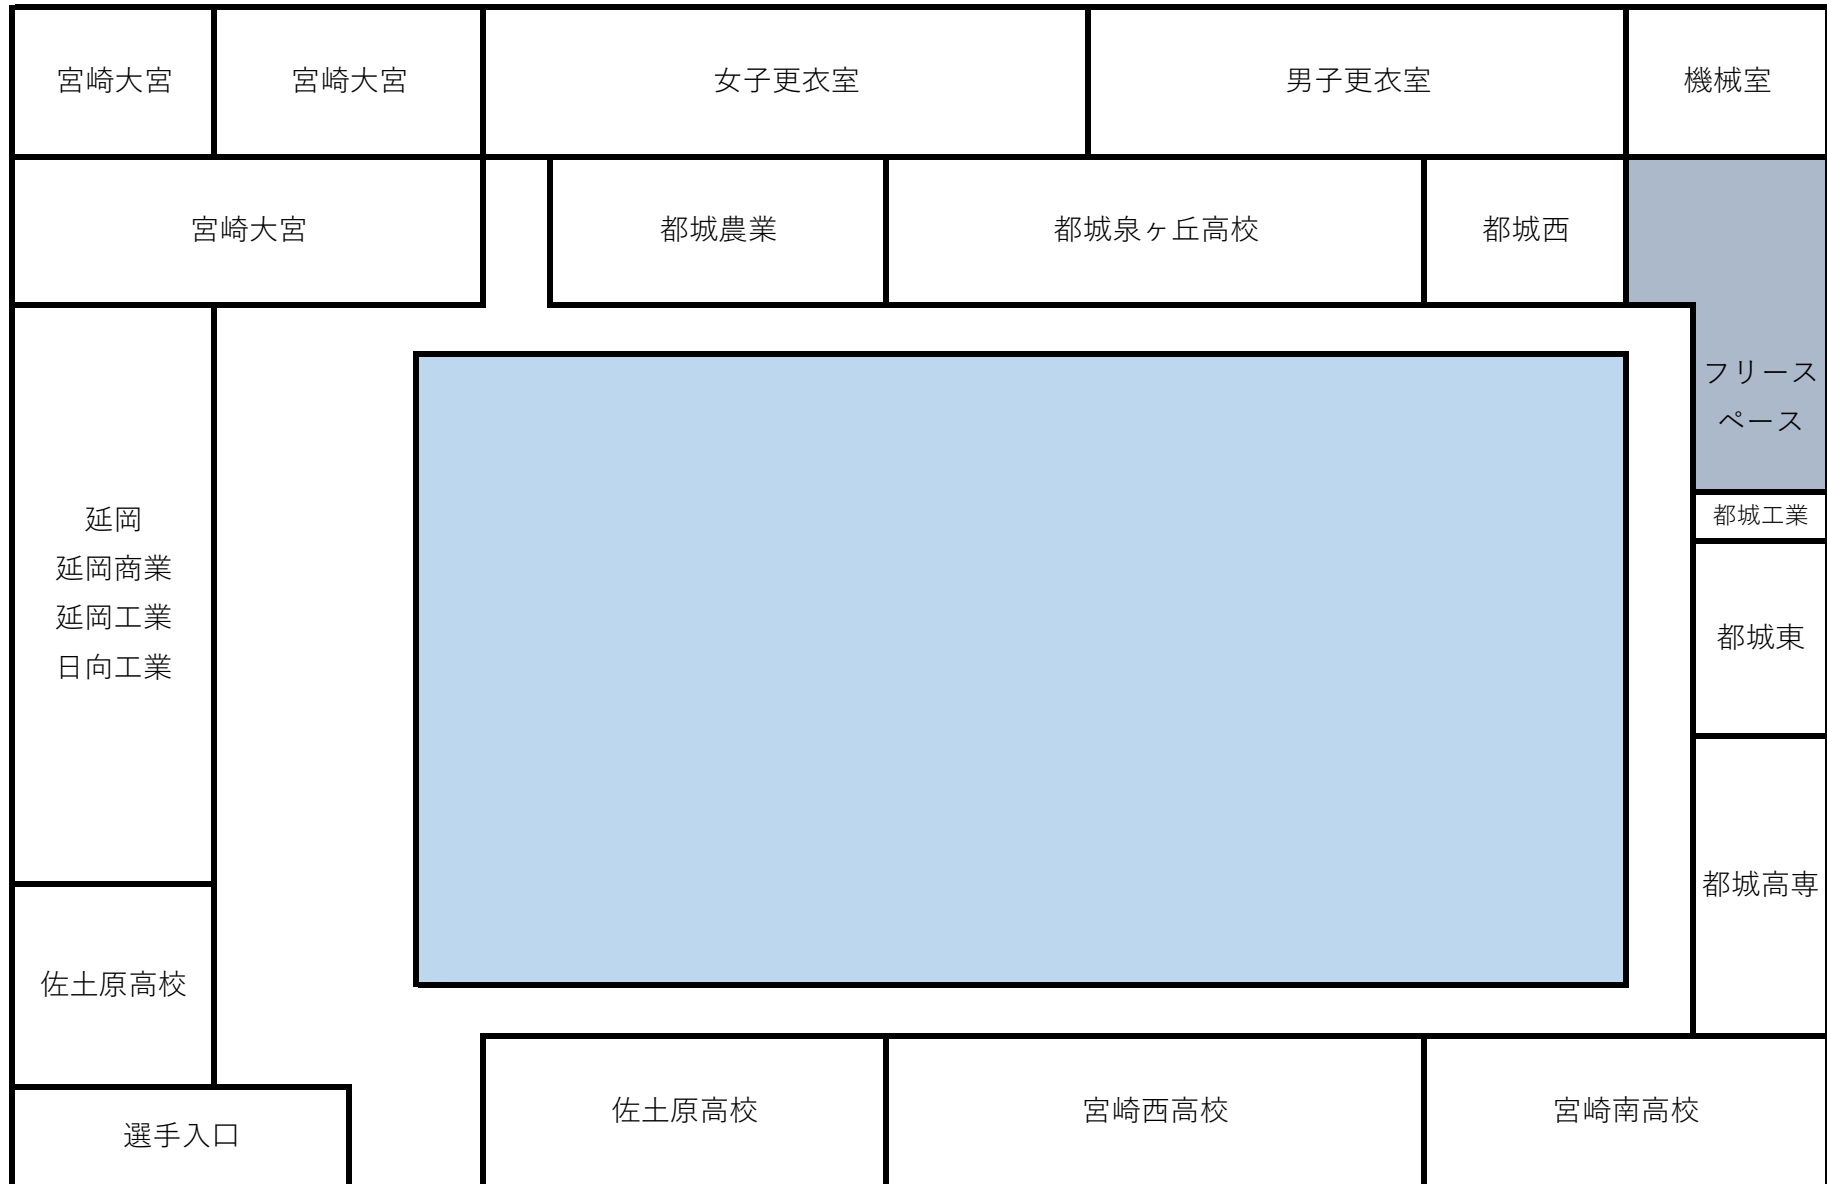 宮崎大宮
宮崎大宮
女子更衣室
男子更衣室
機械室
宮崎大宮
都城農業
都城泉ヶ丘高校
都城西
フリース
ペース
都城工業
延岡
延岡商業
延岡工業
日向工業
都城東
都城高専
佐土原高校
佐土原高校
宮崎西高校
宮崎南高校
選手入口